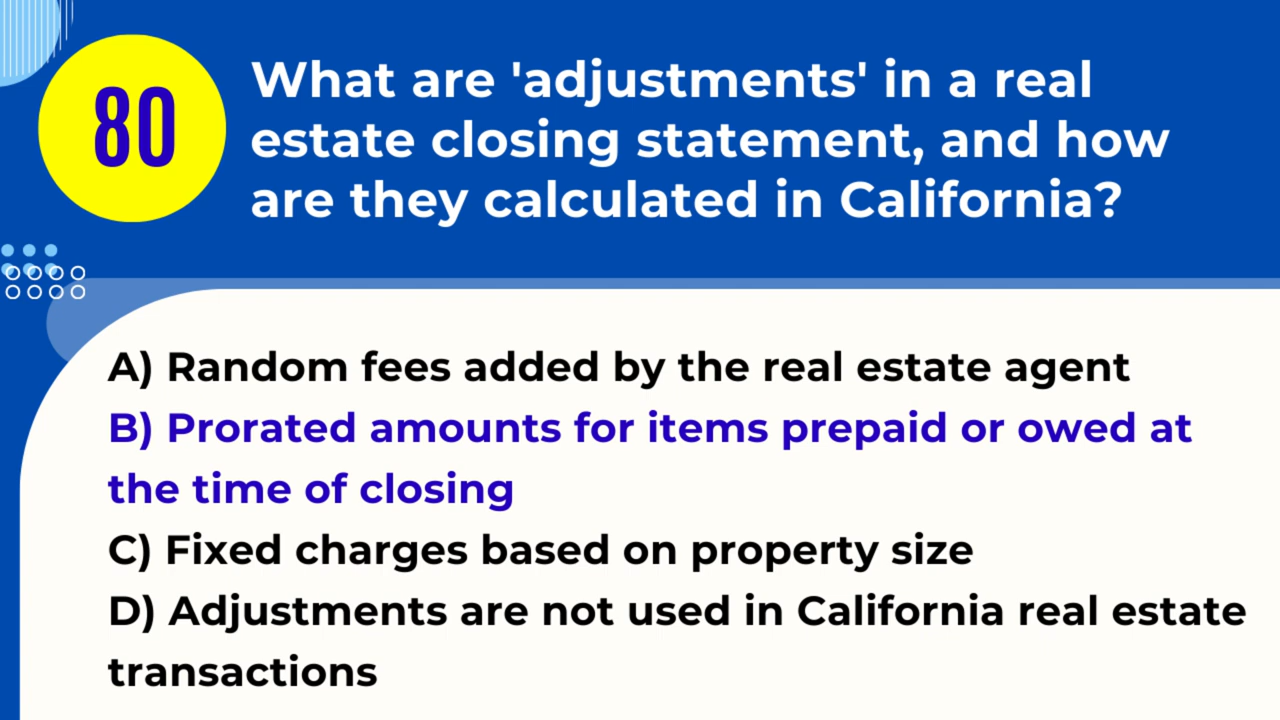 80
What are 'adjustments' in a real
estate closing statement, and how
are they calculated in California?
A) Random fees added by the real estate agent
B) Prorated amounts for items prepaid or owed at
the time of closing
C) Fixed charges based on property size
D) Adjustments are not used in California real estate
transactions